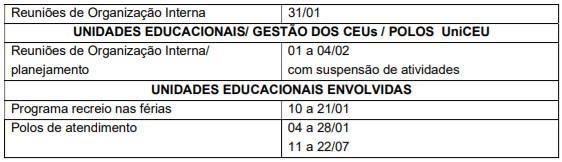 Reuniões de Organização Interna 31/01
UNIDADES EDUCACIONAIS/ GESTÃO DOS CEUs / POLOS UniCEU
Reuniões de Organização Interna/ 01 a 04/02
planejamento com suspensão de atividades
UNIDADES EDUCACIONAIS ENVOLVIDAS
Programa recreio nas férias 10 a 21/01
Polos de atendimento 04 a 28/01
11 a 22/07